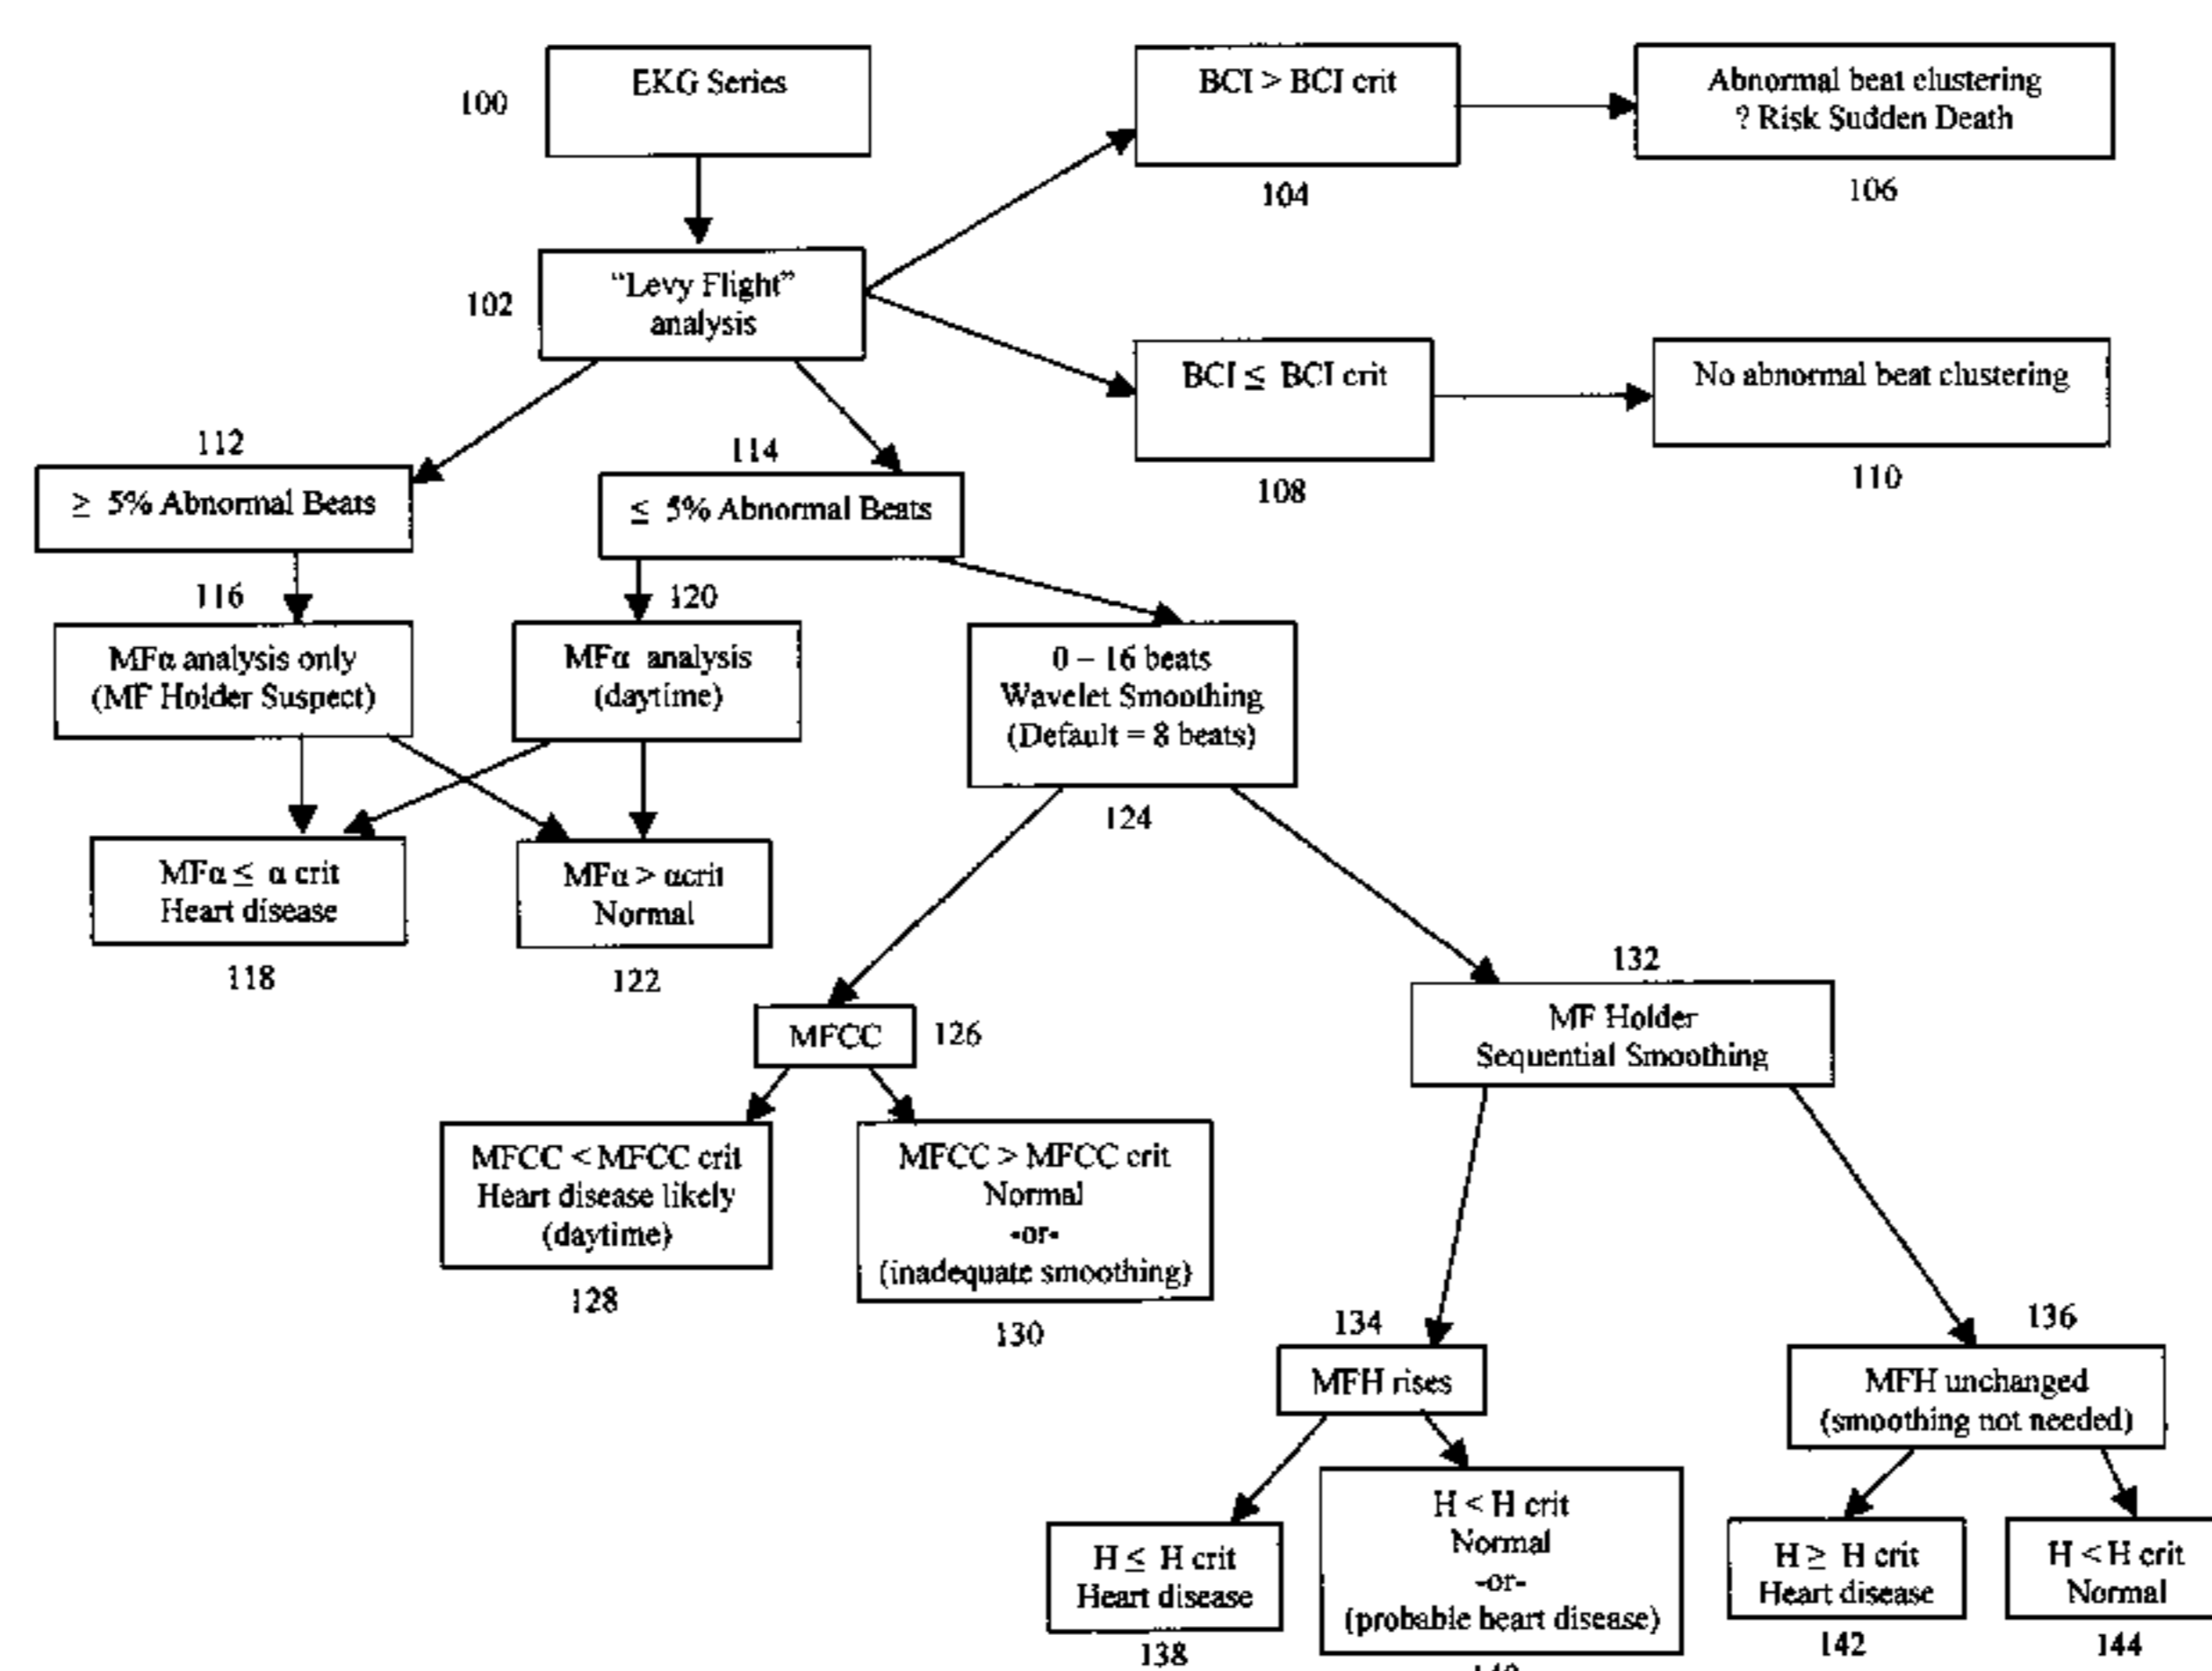 EKG Series
100
BCI > BCI crit
104
Abnormal beat clustering
? Risk Sudden Death
106
"Levy Flight"
analysis
102
BCI ≤ BCI crit
108
No abnormal beat clustering
110
112
≥ 5% Abnormal Beats
114
≤ 5% Abnormal Beats
116
MFα analysis only
(MF Holder Suspect)
120
MFα analysis
(daytime)
0 – 16 beats
Wavelet Smoothing
(Default = 8 beats)
124
MFα ≤ α crit
Heart disease
118
MFα > αcrit
Normal
122
MFCC
126
132
MF Holder
Sequential Smoothing
MFCC < MFCC crit
Heart disease likely
(daytime)
128
MFCC > MFCC crit
Normal
-or-
(inadequate smoothing)
130
134
MFH rises
136
MFH unchanged
(smoothing not needed)
H ≤ H crit
Heart disease
138
H < H crit
Normal
-or-
(probable heart disease)
H ≥ H crit
Heart disease
142
H < H crit
Normal
144